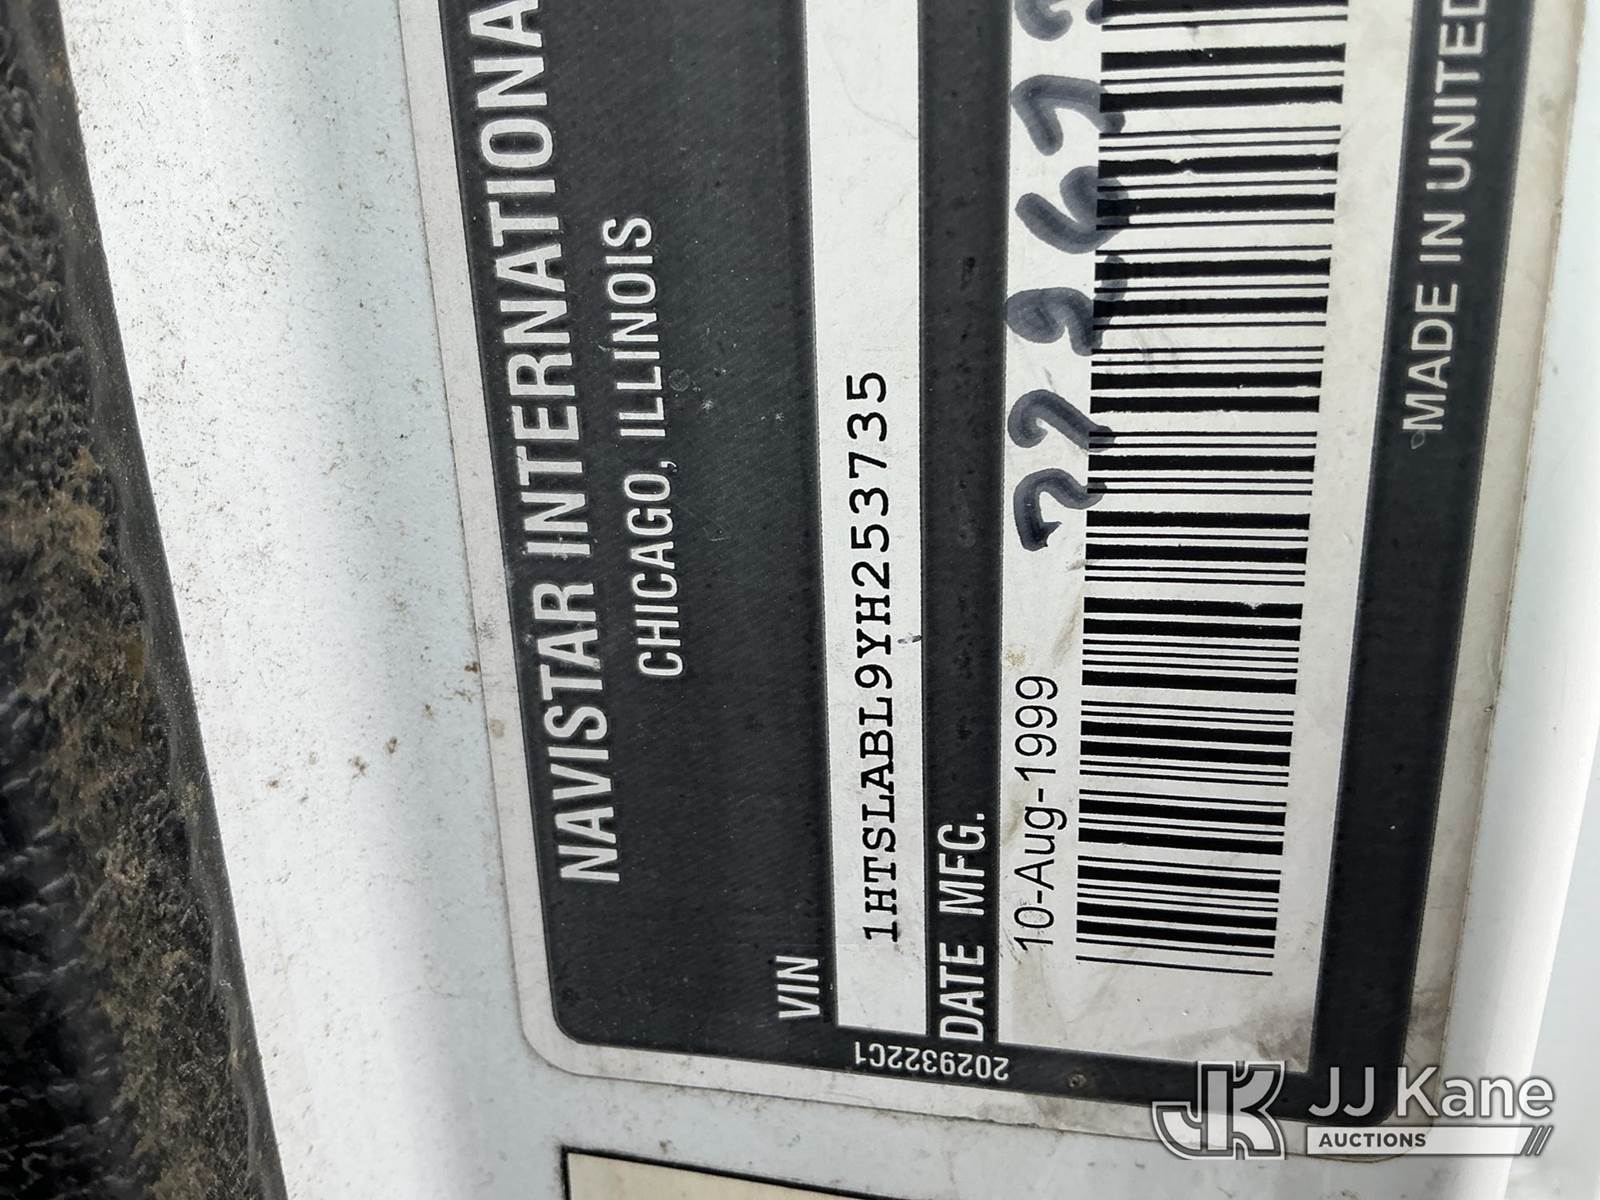 NAVISTAR INTERNATIONA
CHICAGO, ILLINOIS
VIN
1HTSLABL9YH253735
DATE MFG.
10-Aug-1999
MADE IN UNITED
2029322C1
JJ Kane
AUCTIONS